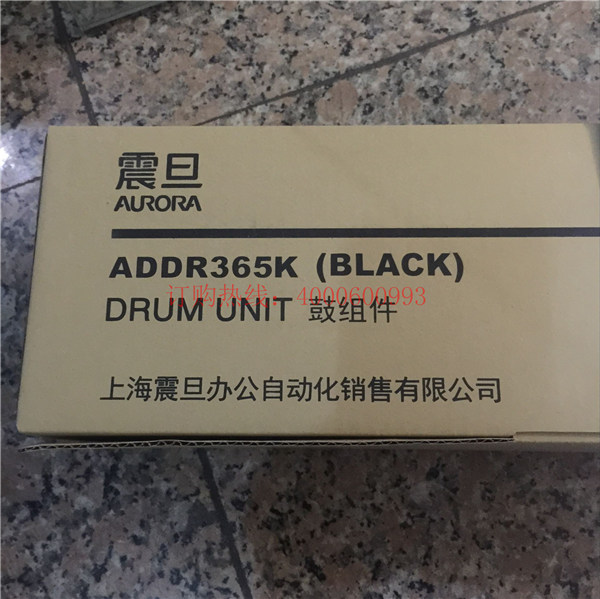 震旦
AURORA
ADDR365K (BLACK)
订购热线：4000600993
DRUM UNIT 鼓组件
上海震旦办公自动化销售有限公司